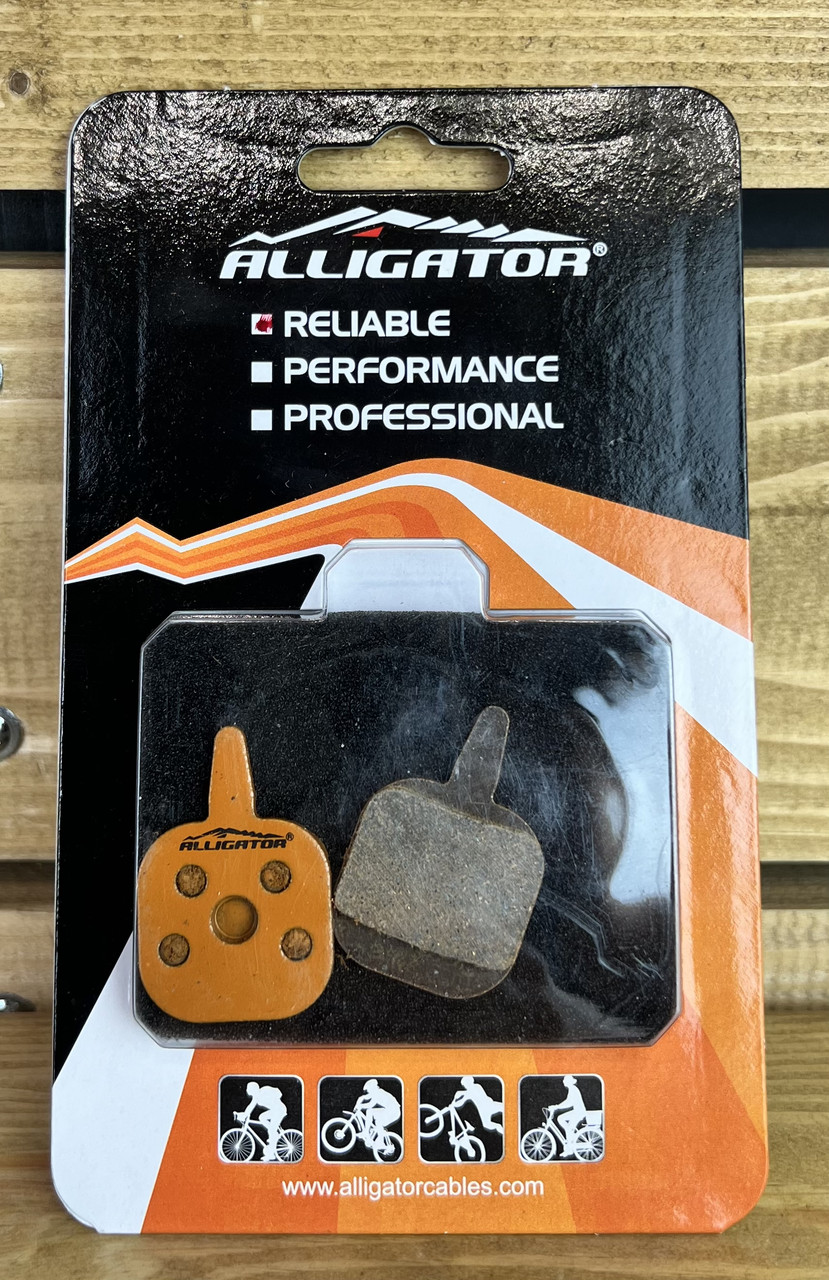 ALLIGATOR®
RELIABLE
PERFORMANCE
PROFESSIONAL
ALLIGATOR®
www.alligatorcables.com